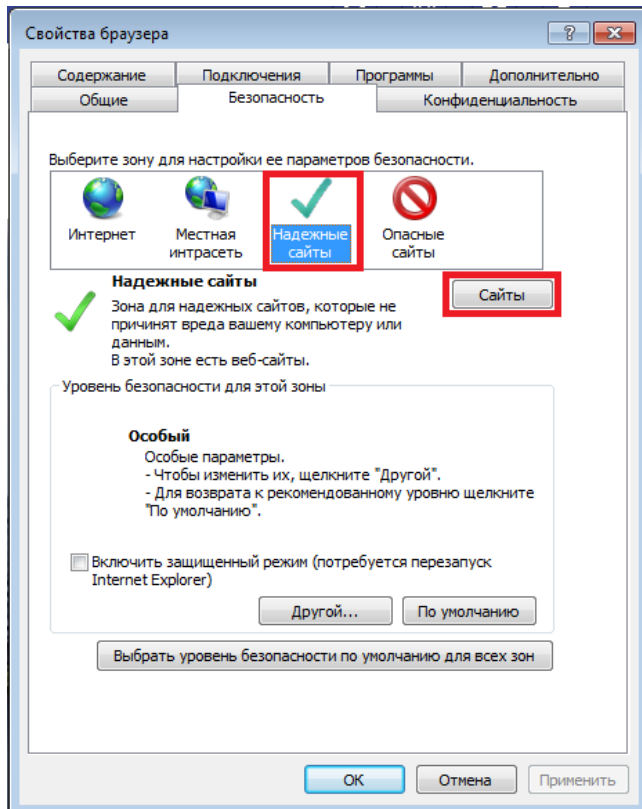 Свойства браузера
Содержание Подключения Программы Дополнительно
Общие Безопасность Конфиденциальность
Выберите зону для настройки ее параметров безопасности.
Интернет Местная интрасеть Надежные сайты Опасные сайты
Надежные сайты
Сайты
Зона для надежных сайтов, которые не
причинят вреда вашему компьютеру или
данным.
В этой зоне есть веб-сайты.
Уровень безопасности для этой зоны
Особый
Особые параметры.
- Чтобы изменить их, щелкните "Другой".
- Для возврата к рекомендованному уровню щелкните
"По умолчанию".
Включить защищенный режим (потребуется перезапуск
Internet Explorer)
Другой... По умолчанию
Выбрать уровень безопасности по умолчанию для всех зон
ОК Отмена Применить